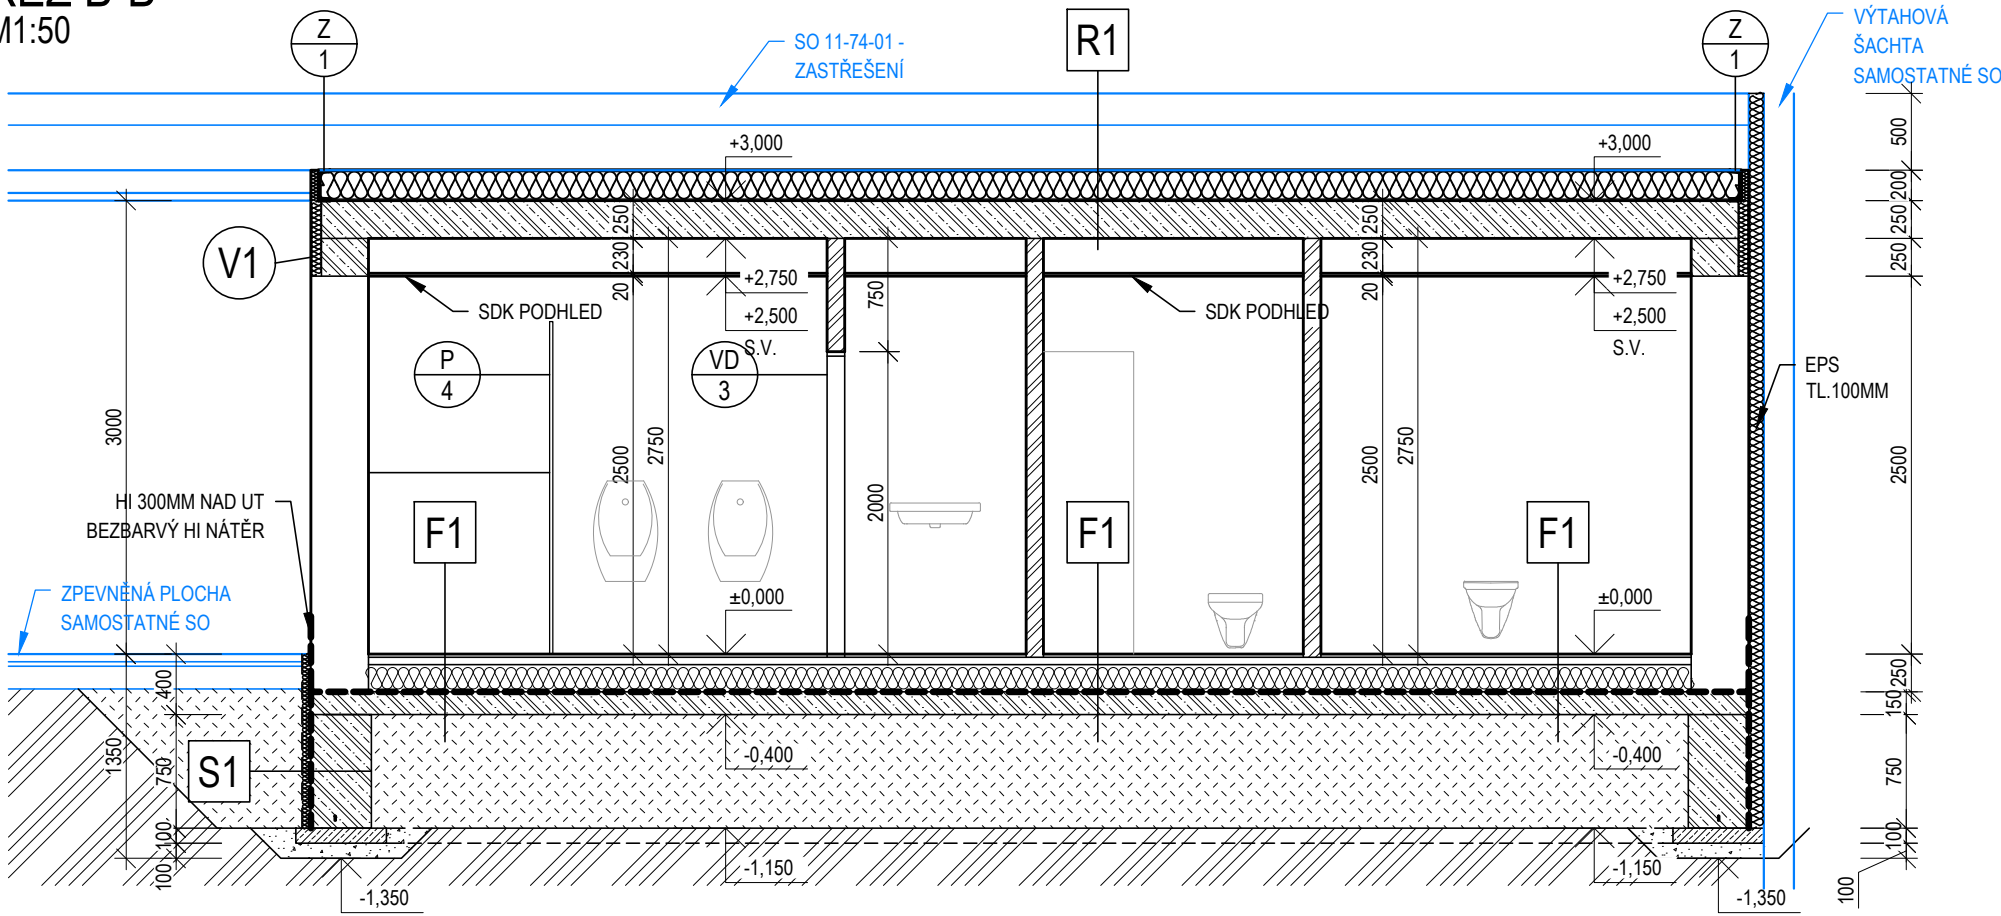 M1:50
Z
1
SO 11-74-01 -
ZASTŘEŠENÍ
R1
Z
1
VÝTAHOVÁ
ŠACHTA
SAMOSTATNÉ SO
+3,000
+3,000
500
200
250
250
2500
250
150
750
100
100
V1
250
230
20
+2,750
+2,500
S.V.
750
250
230
20
+2,750
+2,500
S.V.
SDK PODHLED
SDK PODHLED
P
4
VD
3
EPS
TL.100MM
3000
2500
2750
2000
2500
2750
HI 300MM NAD UT
BEZBARVÝ HI NÁTĚR
F1
F1
F1
ZPEVNĚNÁ PLOCHA
SAMOSTATNÉ SO
±0,000
±0,000
400
1350
750
100
100
S1
-0,400
-0,400
-1,150
-1,150
-1,350
-1,350